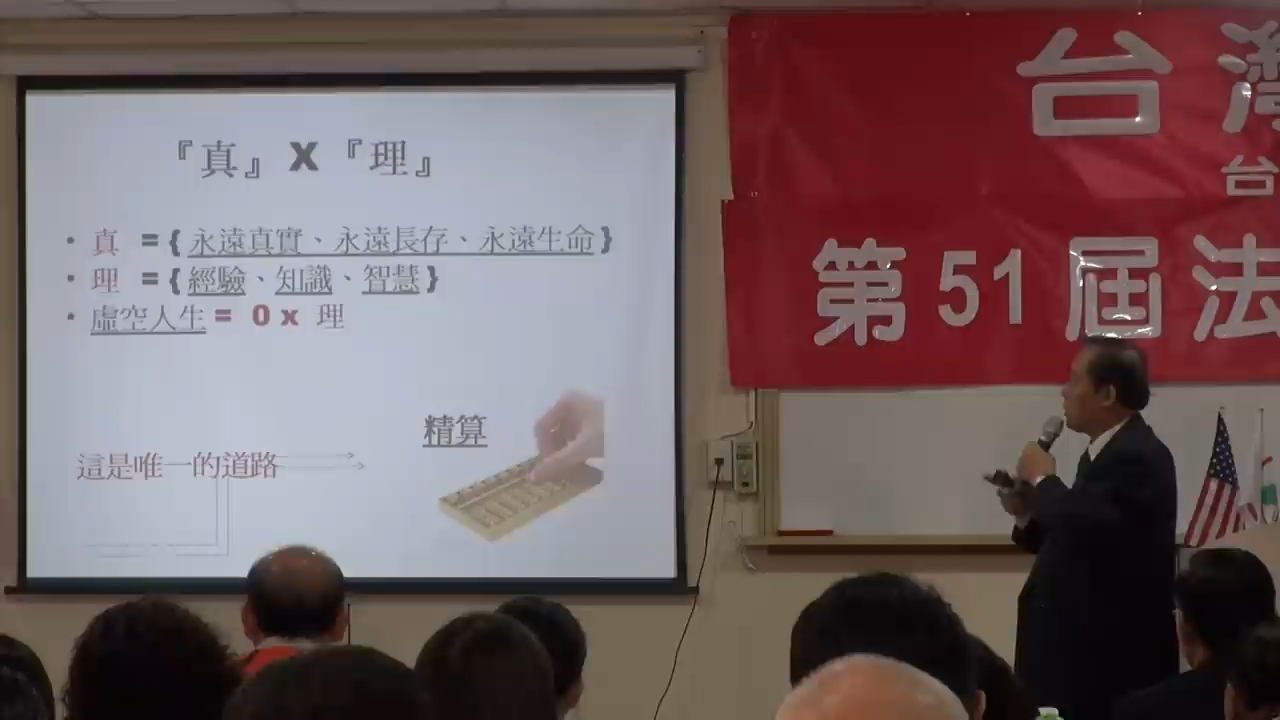 『真』X『理』
• 真 = { 永遠真實、永遠長存、永遠生命 }
• 理 = { 經驗、知識、智慧 }
• 虛空人生 = 0 x 理
精算
這是唯一的道路
台灣
台
第 51 屆 法